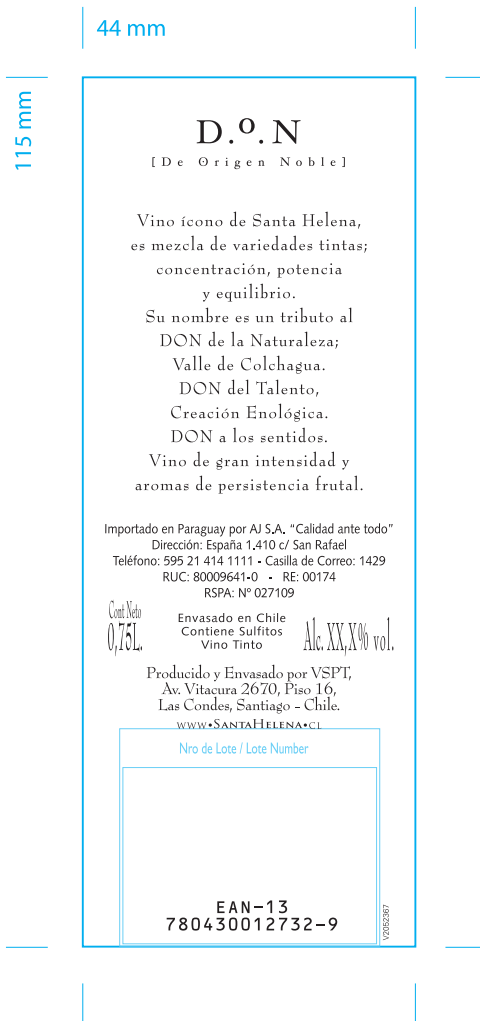 44 mm
115 mm
D.º.N
[De Origen Noble]
Vino ícono de Santa Helena,
es mezcla de variedades tintas;
concentración, potencia
y equilibrio.
Su nombre es un tributo al
DON de la Naturaleza;
Valle de Colchagua.
DON del Talento,
Creación Enológica.
DON a los sentidos.
Vino de gran intensidad y
aromas de persistencia frutal.
Importado en Paraguay por AJ S.A. “Calidad ante todo”
Dirección: España 1.410 c/ San Rafael
Teléfono: 595 21 414 1111 - Casilla de Correo: 1429
RUC: 80009641-0 - RE: 00174
RSPA: Nº 027109
Cont Neto
0,75L.
Envasado en Chile
Contiene Sulfitos
Vino Tinto
Alc. XX,X% vol.
Producido y Envasado por VSPT,
Av. Vitacura 2670, Piso 16,
Las Condes, Santiago - Chile.
www•SantaHelena•cl
Nro de Lote / Lote Number
EAN-13
780430012732-9
V2052367